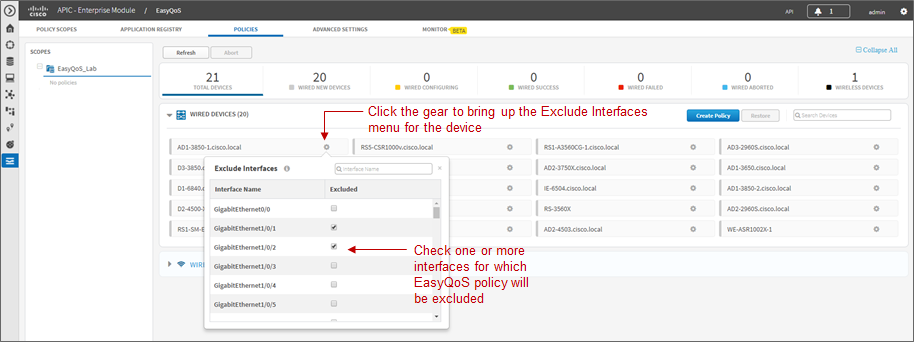 CISCO
APIC - Enterprise Module / EasyQoS
API
1
admin
POLICY SCOPES
APPLICATION REGISTRY
POLICIES
ADVANCED SETTINGS
MONITOR BETA
SCOPES
EasyQoS_Lab
No policies
Refresh
Abort
Collapse All
21
TOTAL DEVICES
20
WIRED NEW DEVICES
0
WIRED CONFIGURING
0
WIRED SUCCESS
0
WIRED FAILED
0
WIRED ABORTED
1
WIRELESS DEVICES
Click the gear to bring up the Exclude Interfaces
menu for the device
WIRED DEVICES (20)
Create Policy
Restore
Search Devices
AD1-3850-1.cisco.local
RS5-CSR1000v.cisco.local
RS1-A3560CG-1.cisco.local
AD3-2960S.cisco.local
D3-3850.c
AD2-3750X.cisco.local
AD1-3650.cisco.local
D1-6840.c
IE-6504.cisco.local
AD1-3850-2.cisco.local
D2-4500-
RS-3560X
AD2-2960S.cisco.local
RS1-SM-E
AD2-4503.cisco.local
WE-ASR1002X-1
WIRE
Exclude Interfaces
Interface Name
×
Interface Name
Excluded
GigabitEthernet0/0
GigabitEthernet1/0/1
GigabitEthernet1/0/2
GigabitEthernet1/0/3
GigabitEthernet1/0/4
GigabitEthernet1/0/5
Check one or more
interfaces for which
EasyQoS policy will
be excluded